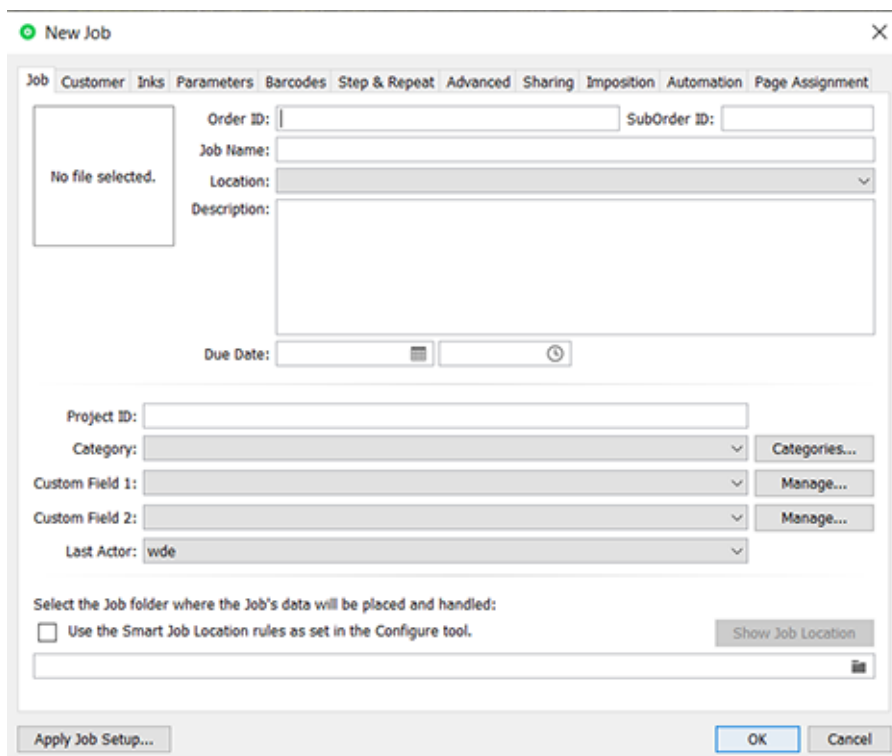 New Job
Job Customer Inks Parameters Barcodes Step & Repeat Advanced Sharing Imposition Automation Page Assignment
No file selected.
Order ID: SubOrder ID:
Job Name:
Location:
Description:
Due Date:
Project ID:
Category: Categories...
Custom Field 1: Manage...
Custom Field 2: Manage...
Last Actor: wde
Select the Job folder where the Job's data will be placed and handled:
Use the Smart Job Location rules as set in the Configure tool.
Show Job Location
Apply Job Setup... OK Cancel